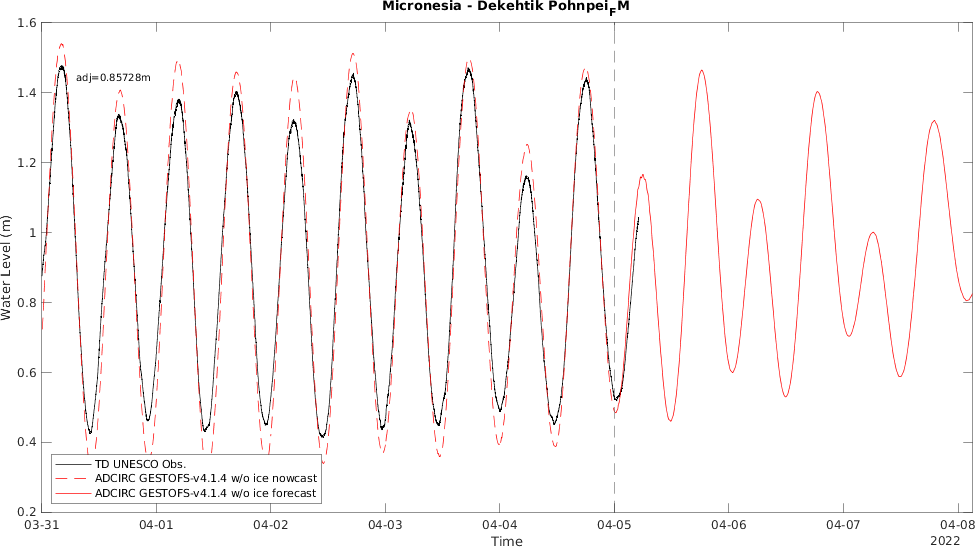 Micronesia - Dekehtik Pohnpei_FM
1.6
adj=0.85728m
1.4
1.2
1
0.8
0.6
0.4
0.2
Water Level (m)
TD UNESCO Obs.
ADCIRC GESTOFS-v4.1.4 w/o ice nowcast
ADCIRC GESTOFS-v4.1.4 w/o ice forecast
03-31 04-01 04-02 04-03 04-04 04-05 04-06 04-07 04-08
Time 2022